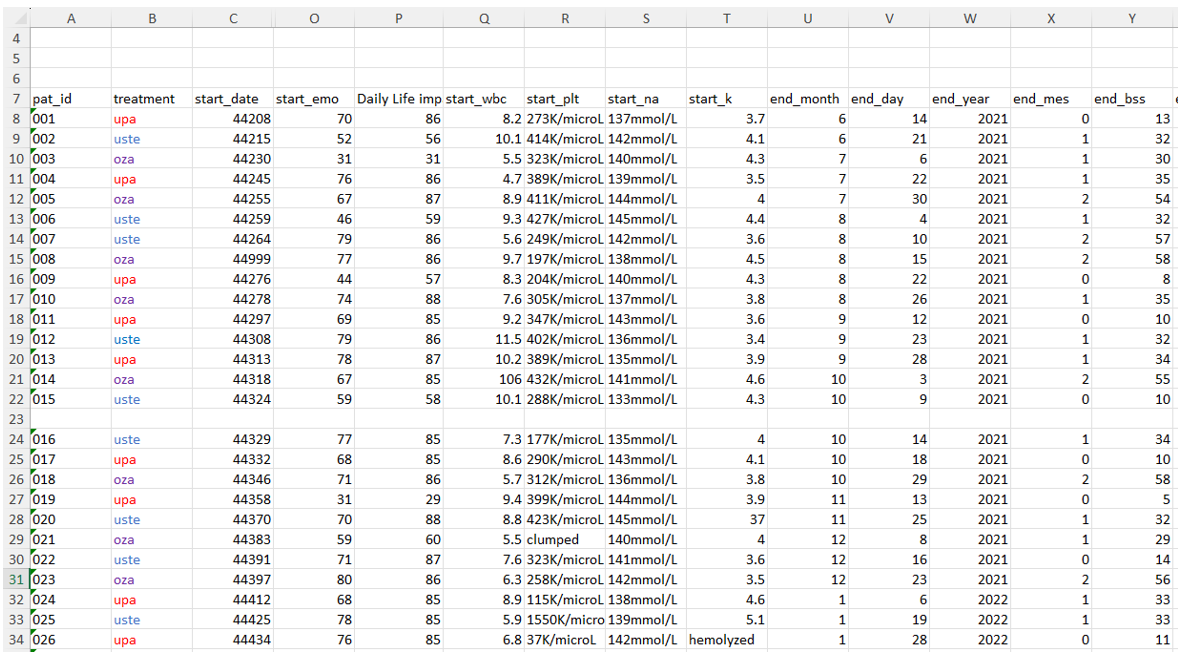 A B C O P Q R S T U V W X Y
4
5
6
7 pat_id treatment start_date start_emo Daily Life imp start_wbc start_plt start_na start_k end_month end_day end_year end_mes end_bss
8 001 upa 44208 70 86 8.2 273K/microL 137mmol/L 3.7 6 14 2021 0 13
9 002 uste 44215 52 56 10.1 414K/microL 142mmol/L 4.1 6 21 2021 1 32
10 003 oza 44230 31 31 5.5 323K/microL 140mmol/L 4.3 7 6 2021 1 30
11 004 upa 44245 76 86 4.7 389K/microL 139mmol/L 3.5 7 22 2021 1 35
12 005 oza 44255 67 87 8.9 411K/microL 144mmol/L 4 7 30 2021 2 54
13 006 uste 44259 46 59 9.3 427K/microL 145mmol/L 4.4 8 4 2021 1 32
14 007 uste 44264 79 86 5.6 249K/microL 142mmol/L 3.6 8 10 2021 2 57
15 008 oza 44999 77 86 9.7 197K/microL 138mmol/L 4.5 8 15 2021 2 58
16 009 upa 44276 44 57 8.3 204K/microL 140mmol/L 4.3 8 22 2021 0 8
17 010 oza 44278 74 88 7.6 305K/microL 137mmol/L 3.8 8 26 2021 1 35
18 011 upa 44297 69 85 9.2 347K/microL 143mmol/L 3.6 9 12 2021 0 10
19 012 uste 44308 79 86 11.5 402K/microL 136mmol/L 3.4 9 23 2021 1 32
20 013 upa 44313 78 87 10.2 389K/microL 135mmol/L 3.9 9 28 2021 1 34
21 014 oza 44318 67 85 106 432K/microL 141mmol/L 4.6 10 3 2021 2 55
22 015 uste 44324 59 58 10.1 288K/microL 133mmol/L 4.3 10 9 2021 0 10
23
24 016 uste 44329 77 85 7.3 177K/microL 135mmol/L 4 10 14 2021 1 34
25 017 upa 44332 68 85 8.6 290K/microL 143mmol/L 4.1 10 18 2021 0 10
26 018 oza 44346 71 86 5.7 312K/microL 136mmol/L 3.8 10 29 2021 2 58
27 019 upa 44358 31 29 9.4 399K/microL 144mmol/L 3.9 11 13 2021 0 5
28 020 uste 44370 70 88 8.8 423K/microL 145mmol/L 37 11 25 2021 1 32
29 021 oza 44383 59 60 5.5 clumped 140mmol/L 4 12 8 2021 1 29
30 022 uste 44391 71 87 7.6 323K/microL 141mmol/L 3.6 12 16 2021 0 14
31 023 oza 44397 80 86 6.3 258K/microL 142mmol/L 3.5 12 23 2021 2 56
32 024 upa 44412 68 85 8.9 115K/microL 138mmol/L 4.6 1 6 2022 1 33
33 025 uste 44425 78 85 5.9 1550K/micro 139mmol/L 5.1 1 19 2022 1 33
34 026 upa 44434 76 85 6.8 37K/microL 142mmol/L hemolyzed 1 28 2022 0 11